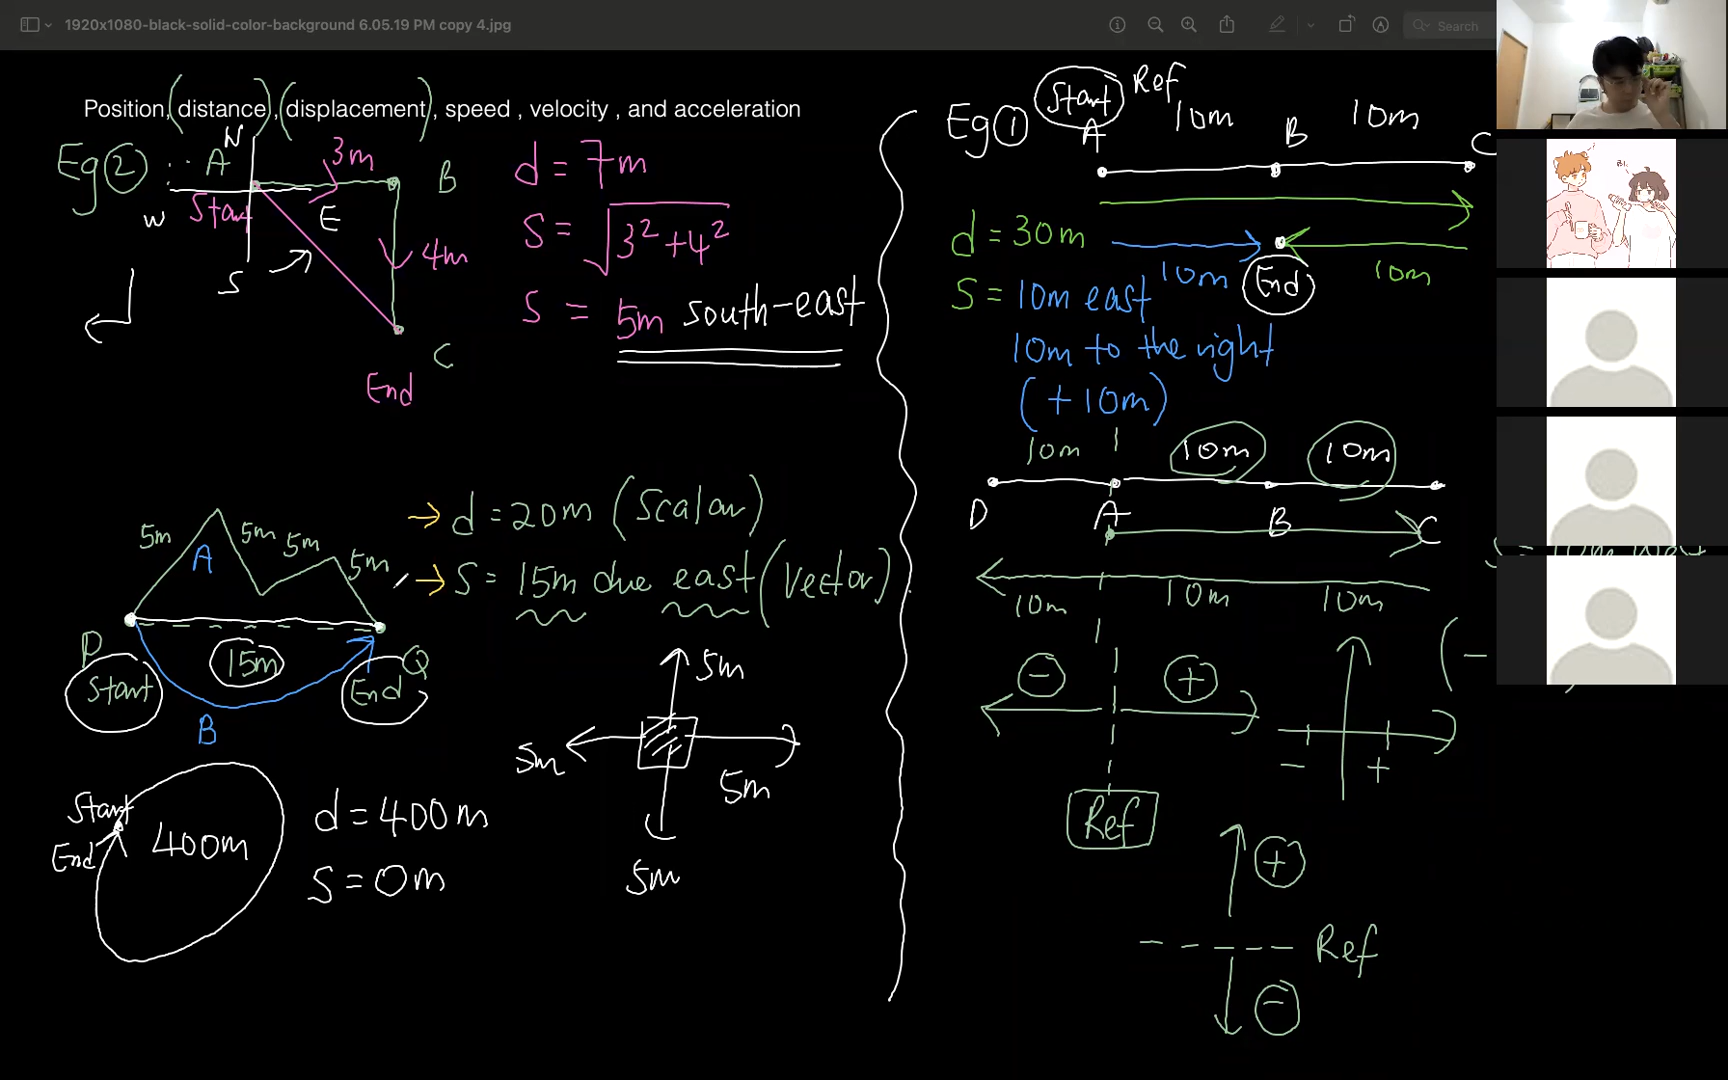 1920x1080-black-solid-color-background 6.05.19 PM copy 4.jpg
Search
Position, (distance), (displacement), speed , velocity , and acceleration
Eg② :
N
A
3m
B
W
Start
E
S
4m
C
End
d = 7m
S = √3² + 4²
S = 5m south-east
5m
5m
5m
5m
A
P
Start
15m
Q
End
B
→ d = 20m (Scalar)
→ S = 15m due east (Vector)
Start
End
400m
d = 400m
S = 0m
5m
5m
5m
5m
Eg①
Start
Ref
10m
10m
A
B
C
d = 30m
10m
End
10m
S = 10m east
10m to the right
(+10m)
10m
10m
10m
D
A
B
C
10m
10m
10m
(-
-
+
-
+
Ref
+
Ref
-
BI.